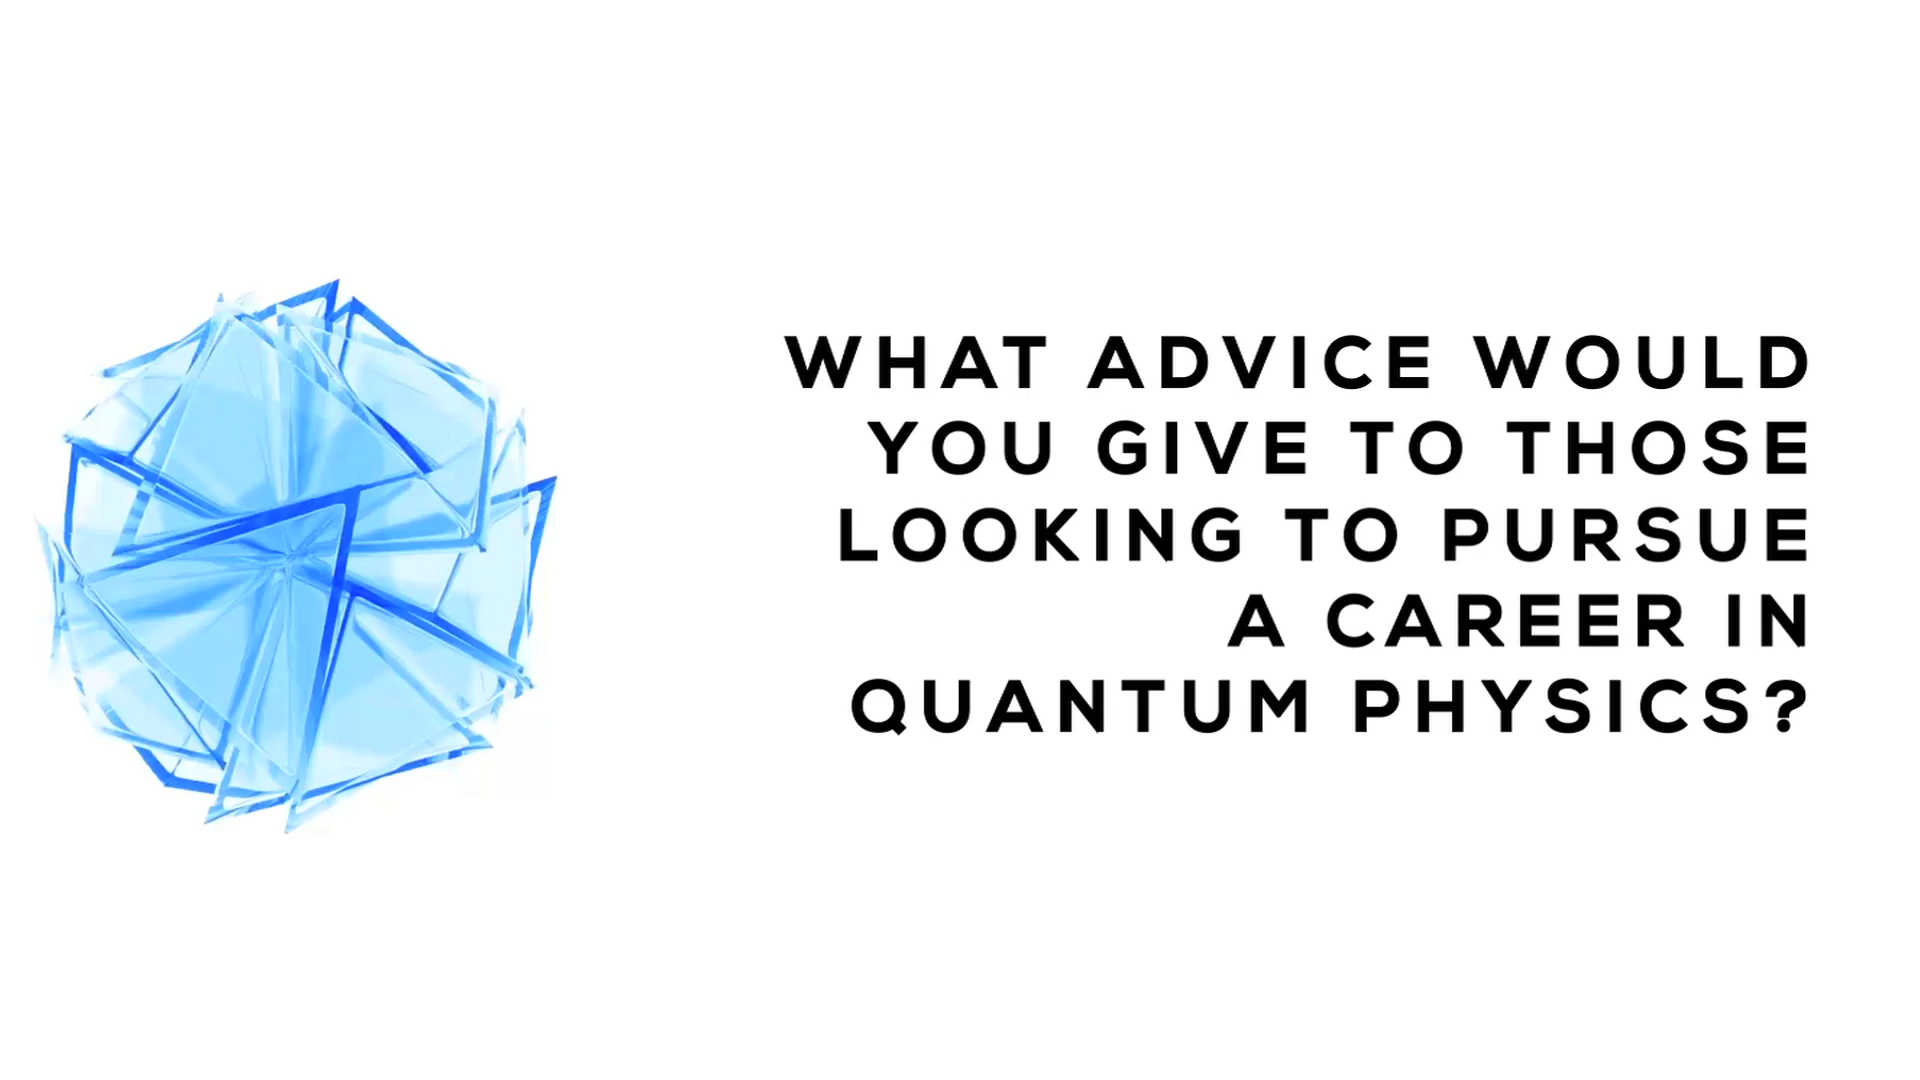 WHAT ADVICE WOULD
YOU GIVE TO THOSE
LOOKING TO PURSUE
A CAREER IN
QUANTUM PHYSICS?